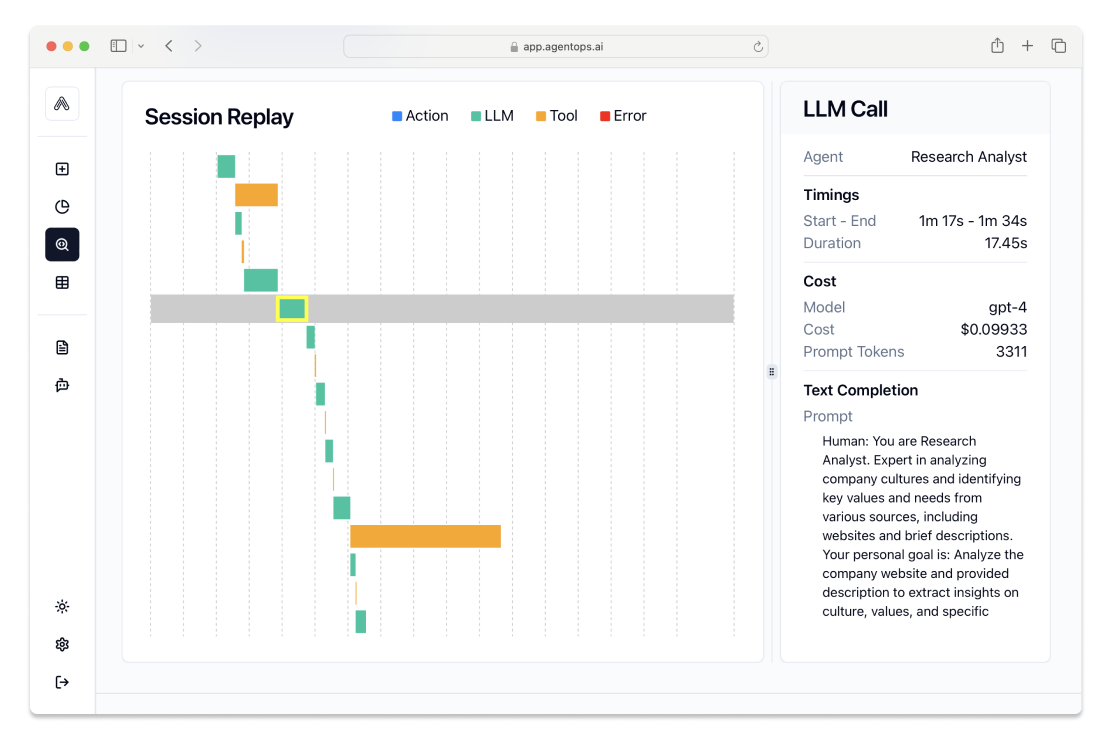 app.agentops.ai
Session Replay
Action
LLM
Tool
Error
LLM Call
Agent Research Analyst
Timings
Start - End 1m 17s - 1m 34s
Duration 17.45s
Cost
Model gpt-4
Cost $0.09933
Prompt Tokens 3311
Text Completion
Prompt
Human: You are Research
Analyst. Expert in analyzing
company cultures and identifying
key values and needs from
various sources, including
websites and brief descriptions.
Your personal goal is: Analyze the
company website and provided
description to extract insights on
culture, values, and specific